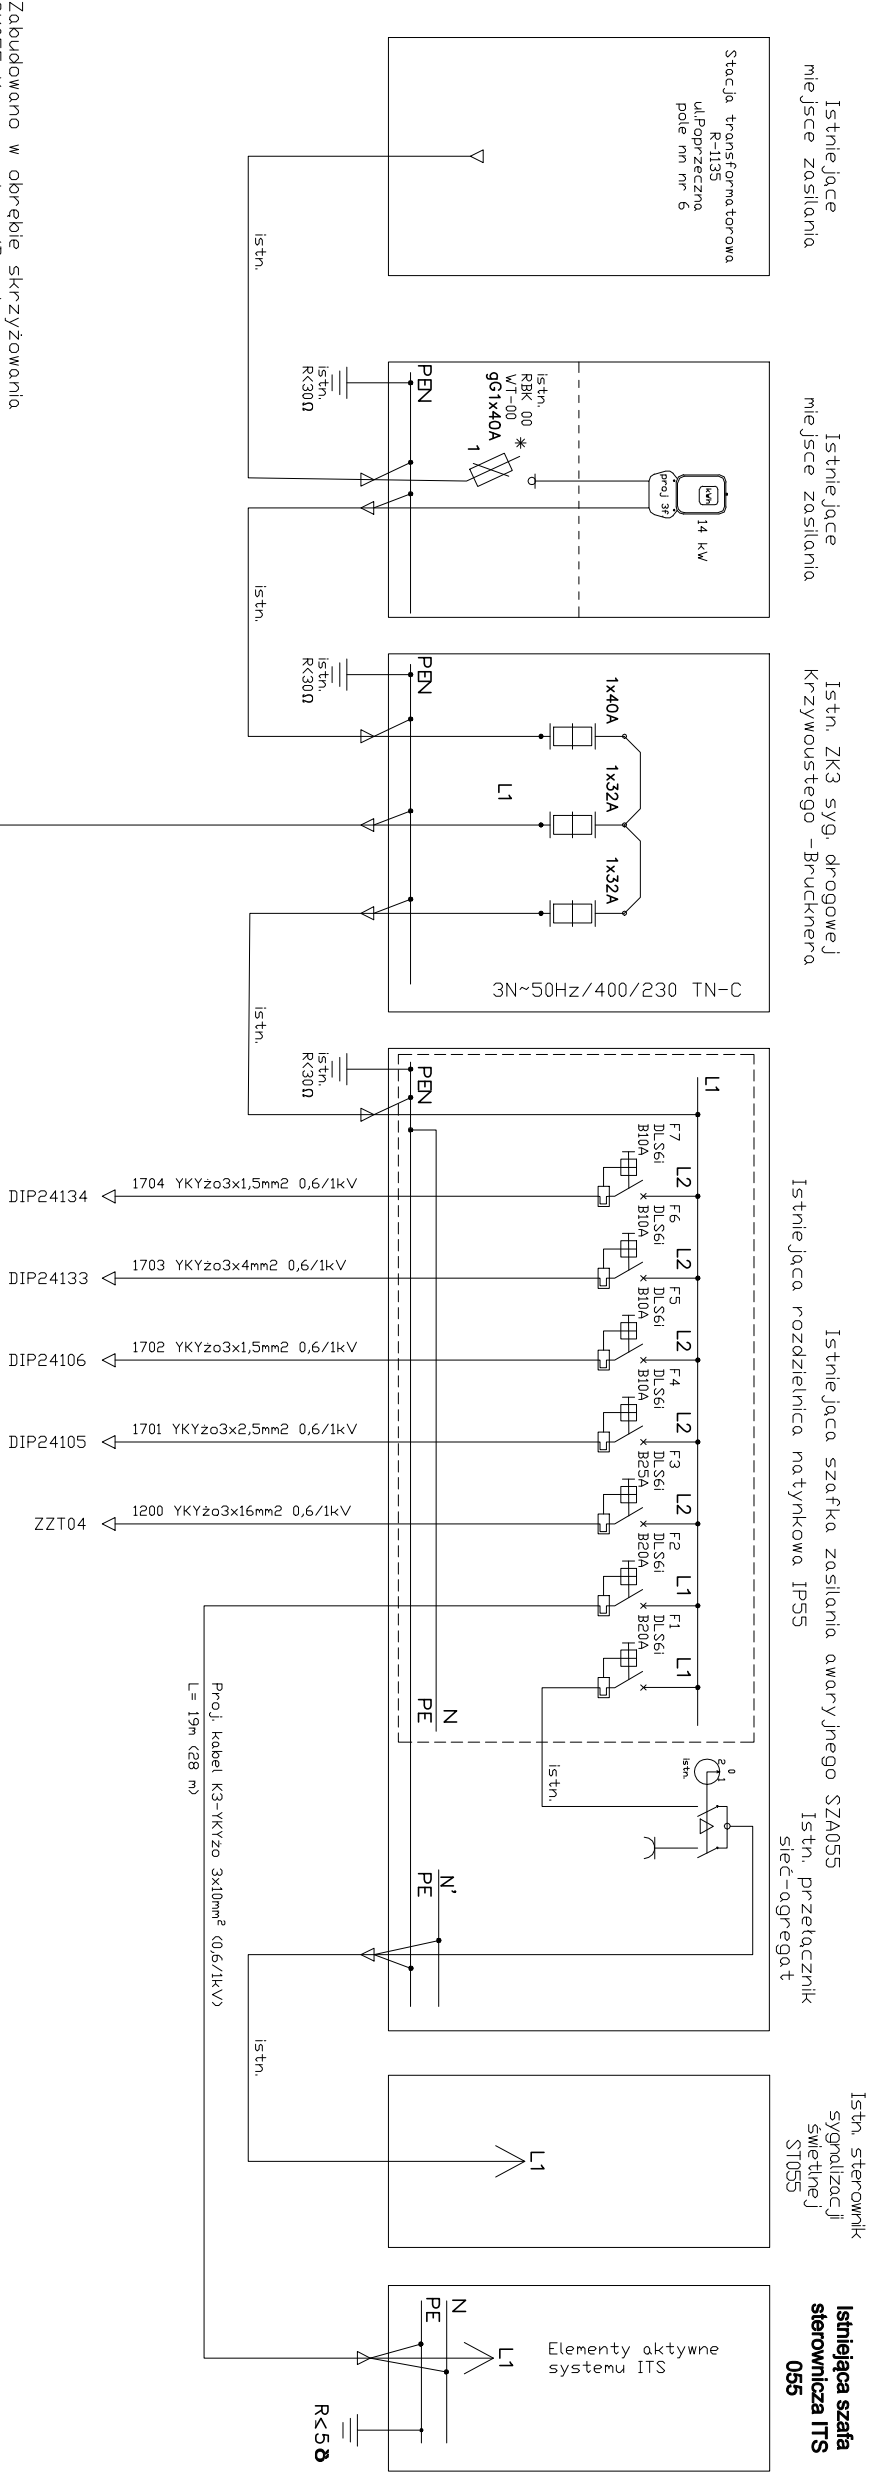 Istniejące
miejsce zasilania
Stacja transformatorowa
R-1135
ul.Poprzeczna
pole nn nr 6
istn.
Istniejące
miejsce zasilania
kWh
proj 3f
14 kW
istn.
RBK 00
WT-00
gG1x40A
*
1
PEN
istn.
R<30Ω
istn.
Istn. ZK3 syg. drogowej
Krzywoustego -Brucknera
1x40A
1x32A
1x32A
L1
3N~50Hz/400/230 TN-C
PEN
istn.
R<30Ω
istn.
Istniejąca szafka zasilania awaryjnego SZA055
Istniejąca rozdzielnica natynkowa IP55
L1
PEN
istn.
R<30Ω
F7
DLS6i
B10A
L2
F6
DLS6i
B10A
L2
F5
DLS6i
B10A
L2
F4
DLS6i
B10A
L2
F3
DLS6i
B25A
L2
F2
DLS6i
B20A
L1
F1
DLS6i
B20A
L1
1704 YKYżo3x1,5mm2 0,6/1kV
DIP24134
1703 YKYżo3x4mm2 0,6/1kV
DIP24133
1702 YKYżo3x1,5mm2 0,6/1kV
DIP24106
1701 YKYżo3x2,5mm2 0,6/1kV
DIP24105
1200 YKYżo3x16mm2 0,6/1kV
ZZT04
N
PE
Istn. przełącznik
sieć-agregat
2
0
1
Istn.
istn.
N'
PE
Proj. kabel K3-YKYżo 3x10mm² (0,6/1kV)
L= 19m (28 m)
istn.
Istn. sterownik
sygnalizacji
świetlnej
ST055
L1
Istniejąca szafa
sterownicza ITS
055
Elementy aktywne
systemu ITS
N
PE
L1
Zabudowano w obrębie skrzyżowania